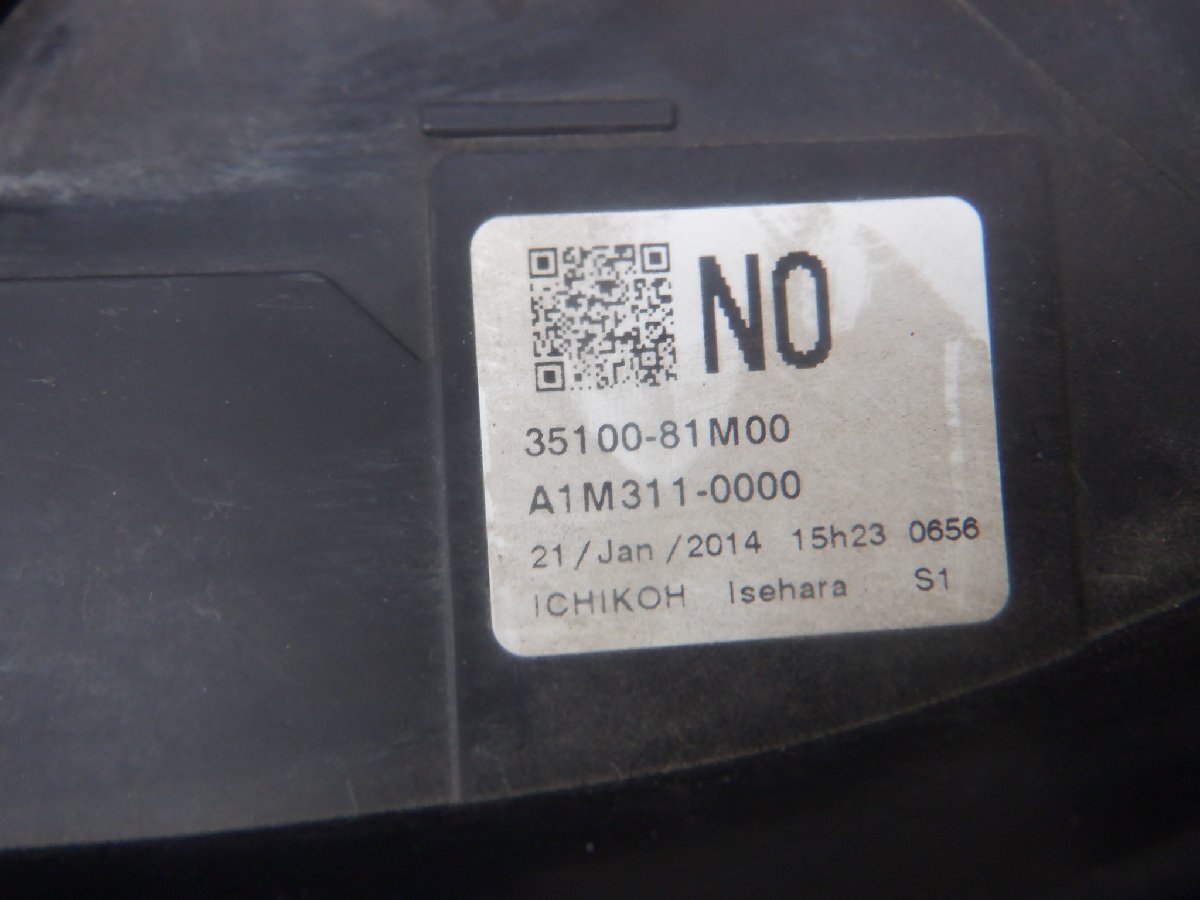 NO
35100-81M00
A1M311-0000
21/Jan/2014 15h23 0656
ICHIKOH Isehara S1